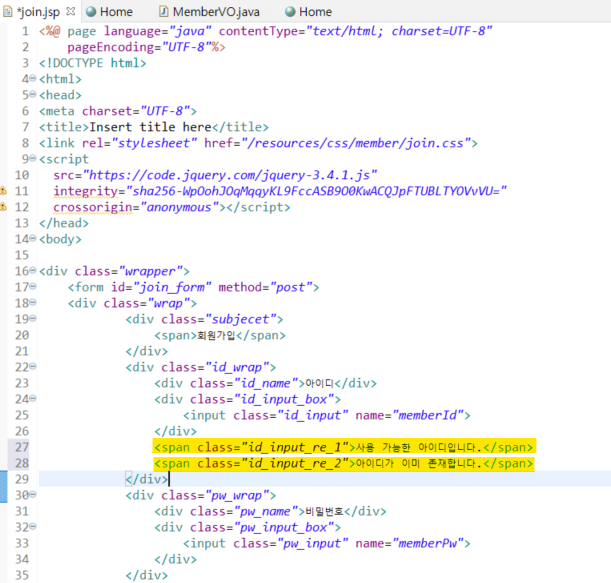 *join.jsp Home MemberVO.java Home
1 <%@ page language="java" contentType="text/html; charset=UTF-8"
2 pageEncoding="UTF-8"%>
3 <!DOCTYPE html>
4 <html>
5 <head>
6 <meta charset="UTF-8">
7 <title>Insert title here</title>
8 <link rel="stylesheet" href="/resources/css/member/join.css">
9 <script
10 src="https://code.jquery.com/jquery-3.4.1.js"
11 integrity="sha256-WpOohJOqMqqyKL9FccASB9O0KwACQJpFTUBLTYOVvVU="
12 crossorigin="anonymous"></script>
13 </head>
14 <body>
15
16 <div class="wrapper">
17 <form id="join_form" method="post">
18 <div class="wrap">
19 <div class="subjecet">
20 <span>회원가입</span>
21 </div>
22 <div class="id_wrap">
23 <div class="id_name">아이디</div>
24 <div class="id_input_box">
25 <input class="id_input" name="memberId">
26 </div>
27 <span class="id_input_re_1">사용 가능한 아이디입니다.</span>
28 <span class="id_input_re_2">아이디가 이미 존재합니다.</span>
29 </div>
30 <div class="pw_wrap">
31 <div class="pw_name">비밀번호</div>
32 <div class="pw_input_box">
33 <input class="pw_input" name="memberPw">
34 </div>
35 </div>